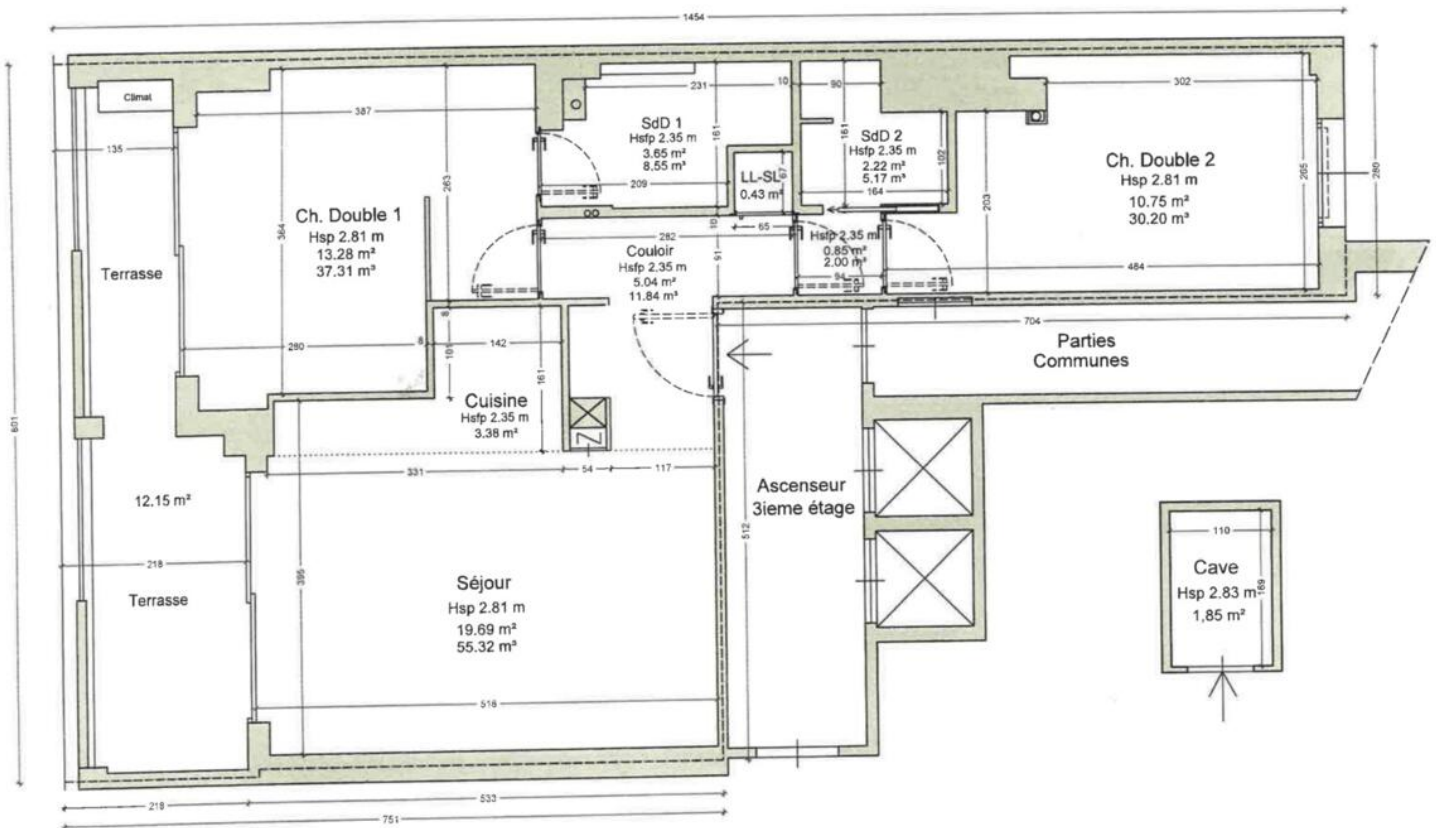 1454
Climat
387
231
10
90
302
135
SdD 1
Hsfp 2.35 m
3.65 m²
8.55 m³
161
161
SdD 2
Hsfp 2.35 m
2.22 m²
5.17 m³
102
Ch. Double 2
Hsp 2.81 m
10.75 m²
30.20 m³
280
263
LL-SL
0.43 m²
67
209
164
203
Ch. Double 1
Hsp 2.81 m
13.28 m²
37.31 m³
364
Terrasse
65
10
282
Couloir
Hsfp 2.35 m
5.04 m²
11.84 m³
91
Hsfp 2.35 m
0.85 m²
2.00 m³
94
484
8
704
Parties
Communes
280
8
101
142
161
Cuisine
Hsfp 2.35 m
3.38 m²
601
331
54
117
Ascenseur
3ieme étage
12.15 m²
512
110
218
395
Cave
Hsp 2.83 m
1,85 m²
169
Terrasse
Séjour
Hsp 2.81 m
19.69 m²
55.32 m³
516
219
533
751